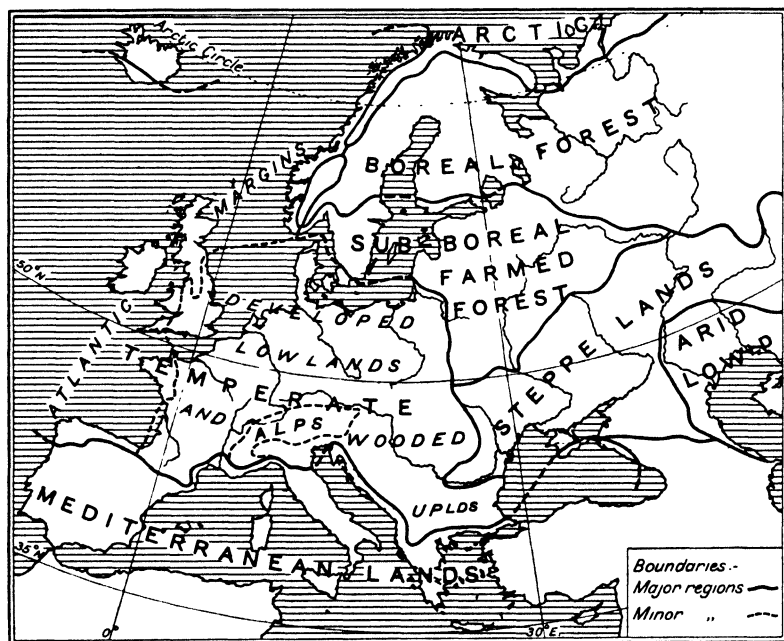 ARCTIC
Arctic Circle
BOREAL FOREST
ATLANTIC MARGINS
SUB-BOREAL
FARMED
FOREST
50°N
DEVELOPED
LOWLANDS
TEMPERATE
AND WOODED
UPLDS
ALPS
STEPPE LANDS
ARID
LOWLD
MEDITERRANEAN LANDS
35°N
0°
30°E.
Boundaries:-
Major regions
Minor „